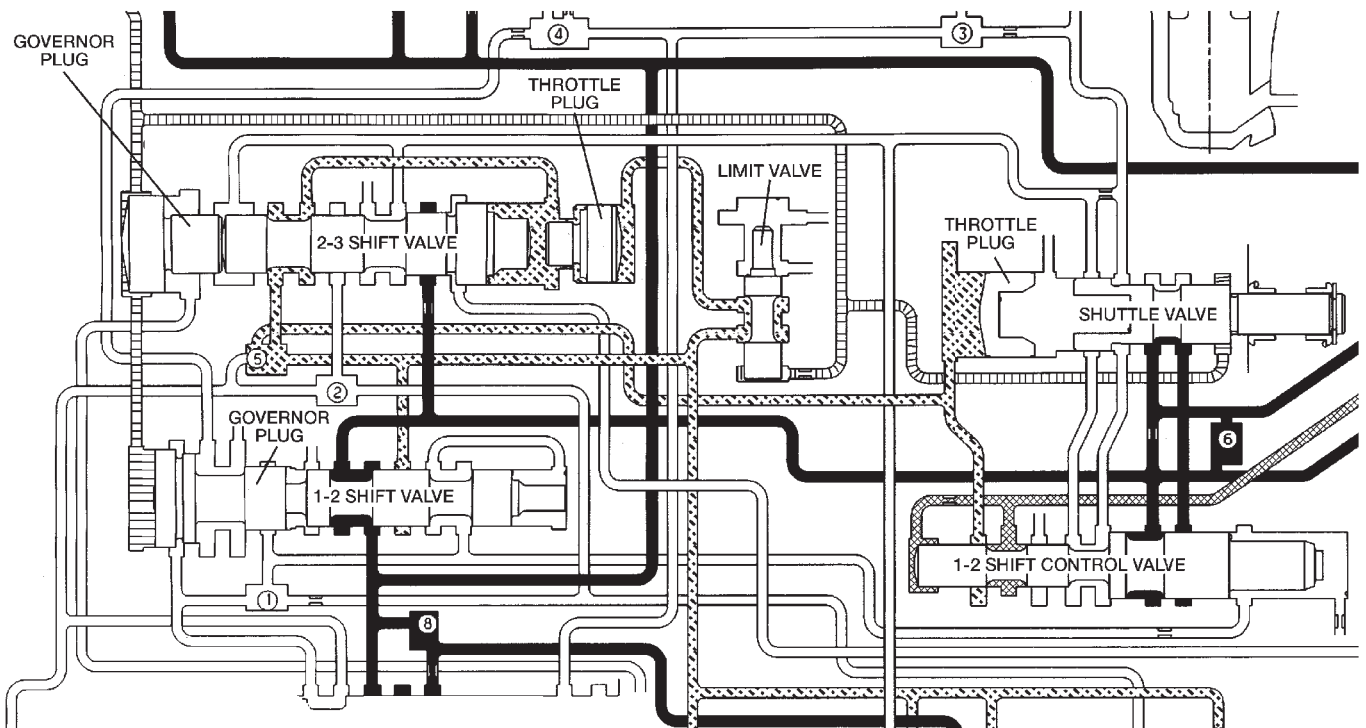 ④
③
GOVERNOR
PLUG
THROTTLE
PLUG
LIMIT VALVE
THROTTLE
PLUG
2-3 SHIFT VALVE
SHUTTLE VALVE
⑤
②
GOVERNOR
PLUG
⑥
1-2 SHIFT VALVE
1-2 SHIFT CONTROL VALVE
①
⑧